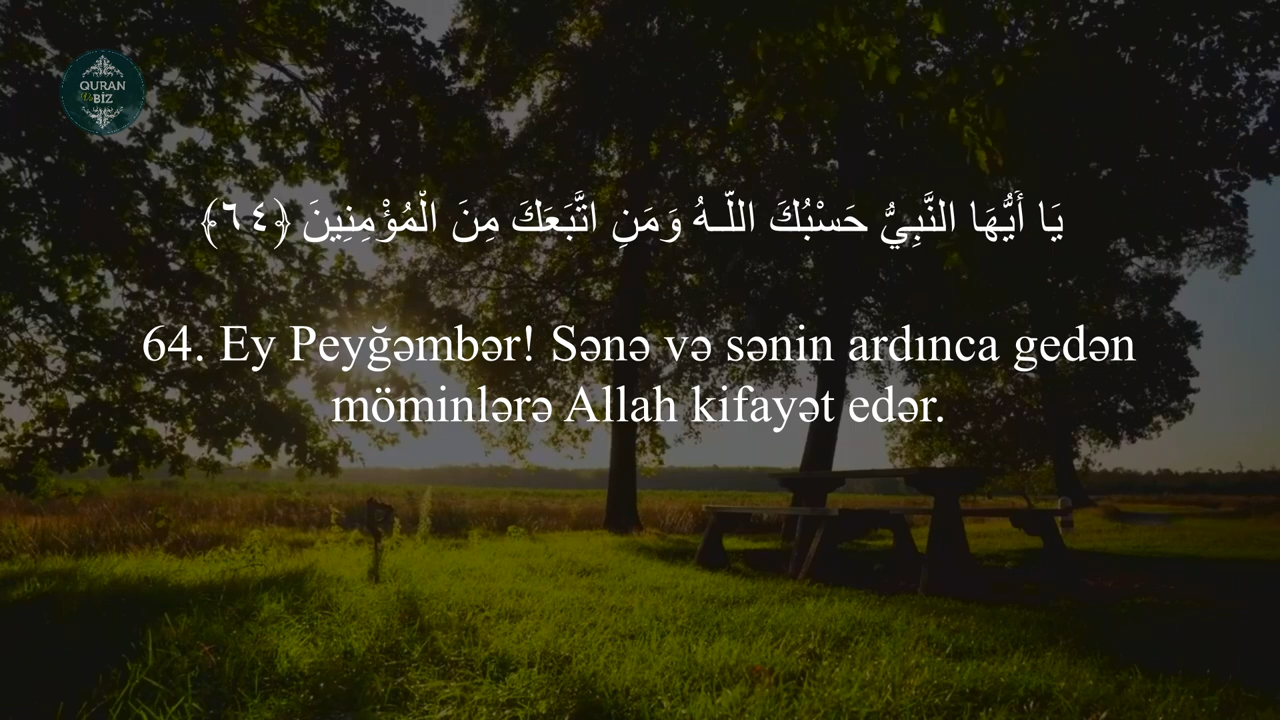 QURAN
BİZ
يَا أَيُّهَا النَّبِيُّ حَسْبُكَ اللَّـهُ وَمَنِ اتَّبَعَكَ مِنَ الْمُؤْمِنِينَ ﴿٦٤﴾
64. Ey Peyğəmbər! Sənə və sənin ardınca gedən
möminlərə Allah kifayət edər.